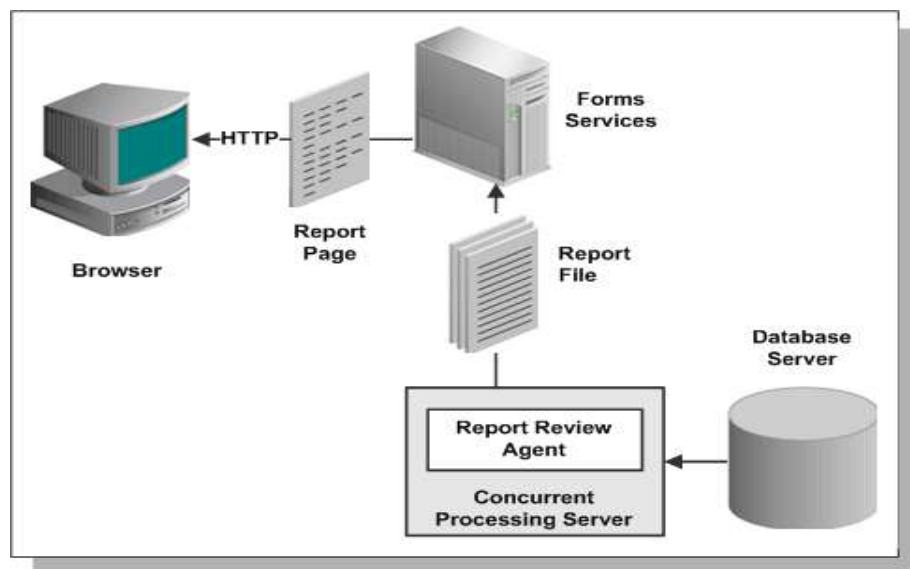 Forms
Services
HTTP
Report
Page
Browser
Report
File
Database
Server
Report Review
Agent
Concurrent
Processing Server